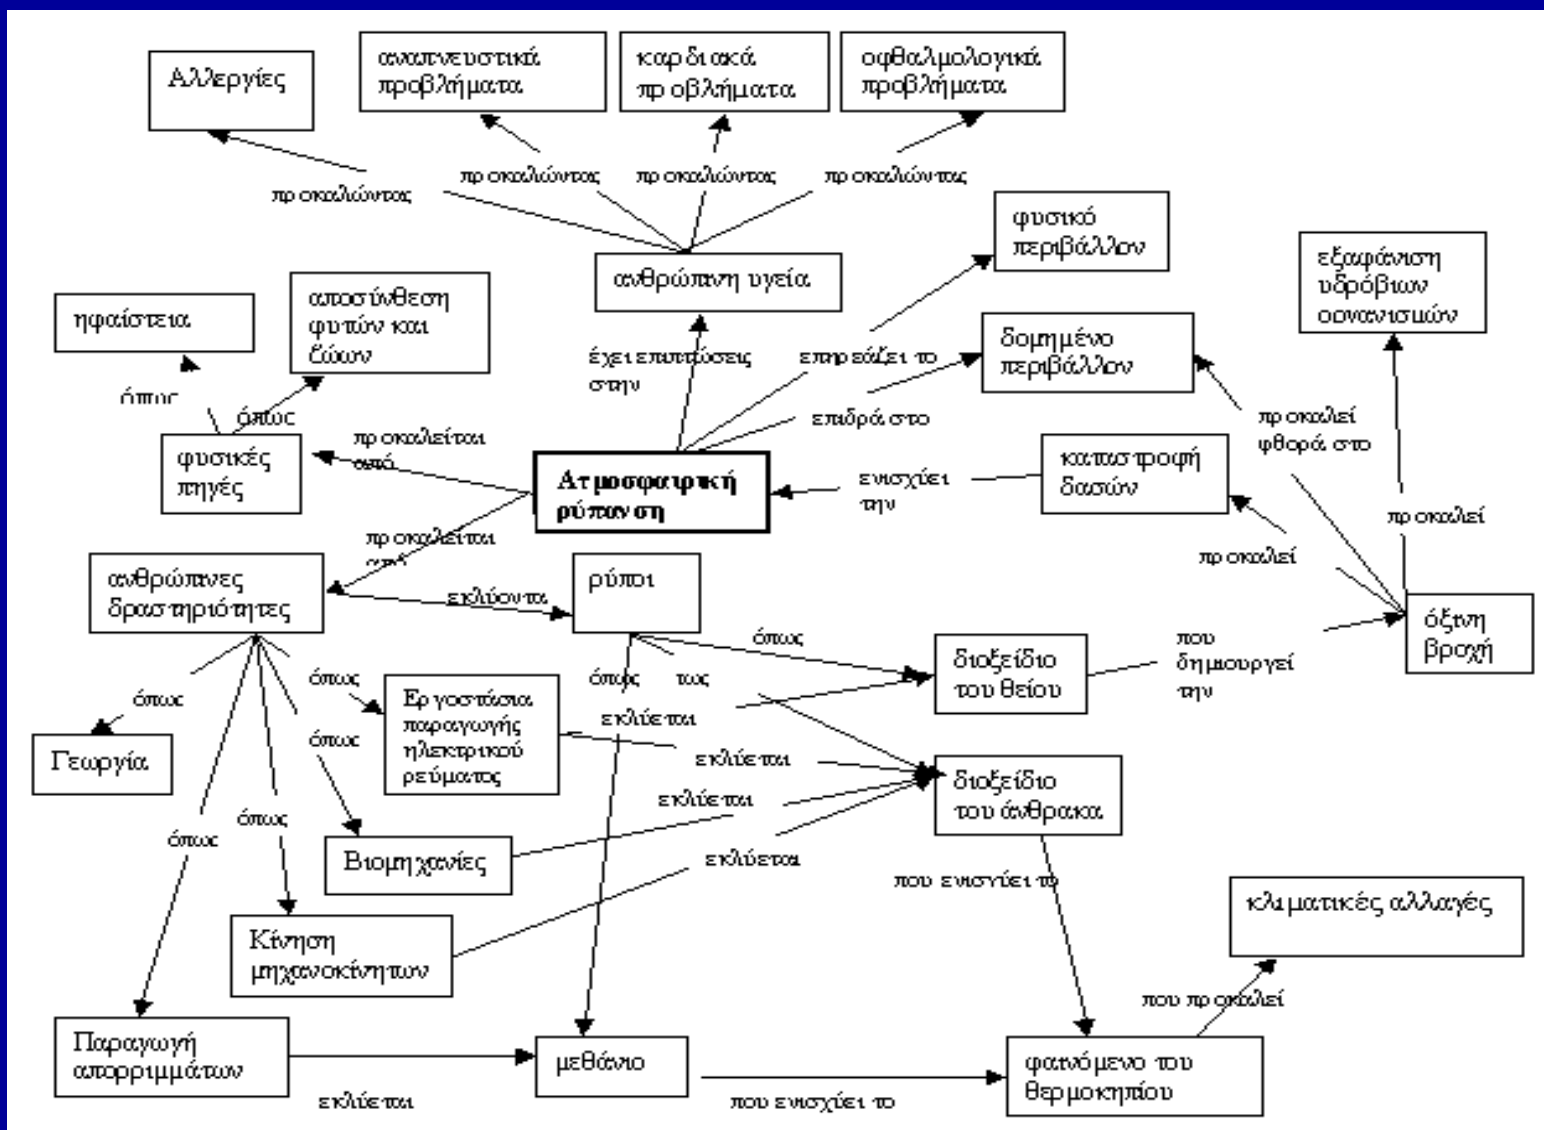 Αλλεργίες
αναπνευστικά
προβλήματα
καρδιακά
προβλήματα
οφθαλμολογικά
προβλήματα
προκαλώντας
προκαλώντας
προκαλώντας
προκαλώντας
φυσικό
περιβάλλον
εξαφάνιση
υδρόβιων
οργανισμών
ανθρώπινη υγεία
αποσύνθεση
φυτών και
ζώων
ηφαίστεια
έχει επιπτώσεις
στην
επηρεάζει το
δομημένο
περιβάλλον
όπως
όπως
επιδρά στο
προκαλεί
φθορά στο
φυσικές
πηγές
προκαλείται
από
Ατμοσφαιρική
ρύπανση
ενισχύει
την
καταστροφή
δασών
προκαλεί
προκαλεί
προκαλείται
από
ανθρώπινες
δραστηριότητες
εκλύοντα
ρύποι
όπως
διοξείδιο
του θείου
που
δημιουργεί
την
όξινη
βροχή
όπως
όπως
όπως
τως
Γεωργία
Εργοστάσια
παραγωγής
ηλεκτρικού
ρεύματος
εκλύεται
όπως
εκλύεται
διοξείδιο
του άνθρακα
εκλύεται
όπως
όπως
Βιομηχανίες
εκλύεται
που ενισχύει το
κλιματικές αλλαγές
Κίνηση
μηχανοκίνητων
που προκαλεί
Παραγωγή
απορριμμάτων
εκλύεται
μεθάνιο
που ενισχύει το
φαινόμενο του
θερμοκηπίου